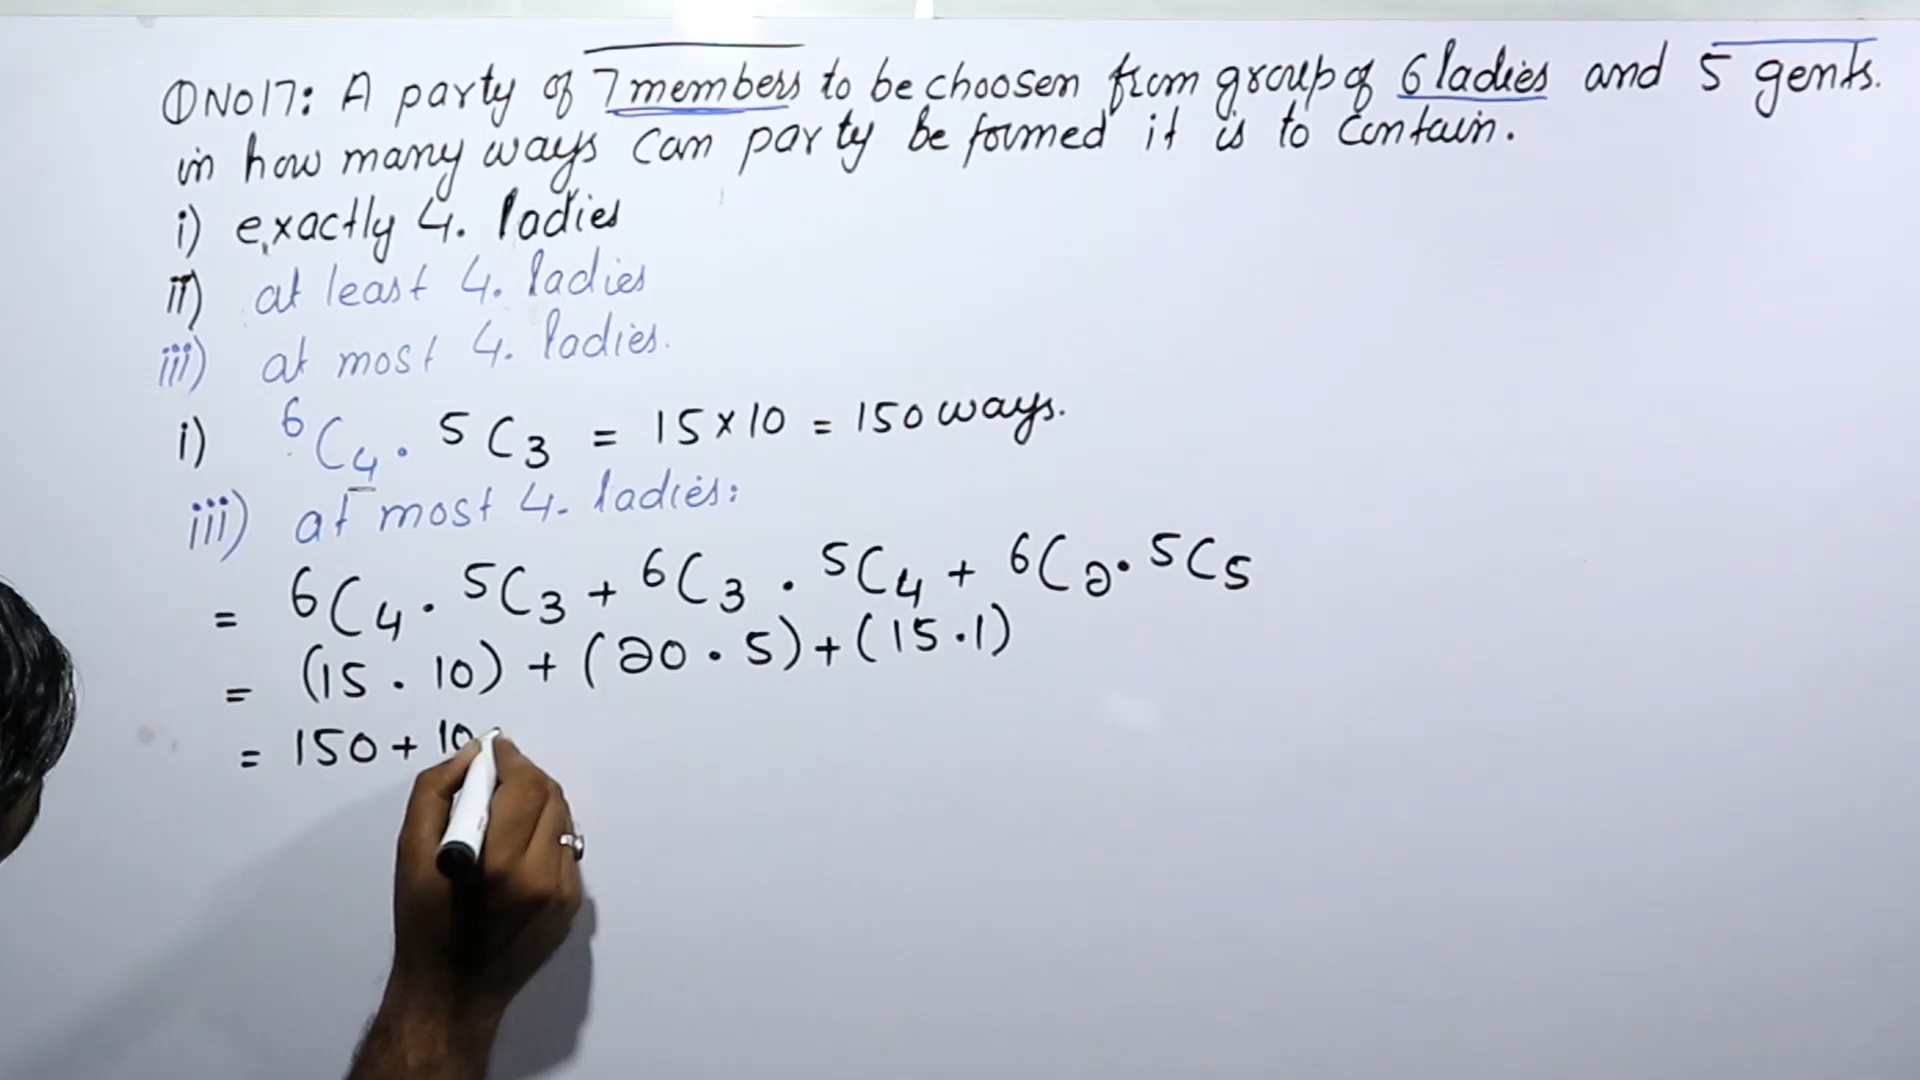 QNO17: A party of 7 members to be choosen from group of 6 ladies and 5 gents.
in how many ways can party be formed it is to contain.
i) exactly 4. ladies
ii) at least 4. ladies
iii) at most 4. ladies.
i) ⁶C₄ . ⁵C₃ = 15 x 10 = 150 ways.
iii) at most 4. ladies:
= ⁶C₄ . ⁵C₃ + ⁶C₃ . ⁵C₄ + ⁶C₂ . ⁵C₅
= (15 . 10) + (20 . 5) + (15 . 1)
= 150 + 10